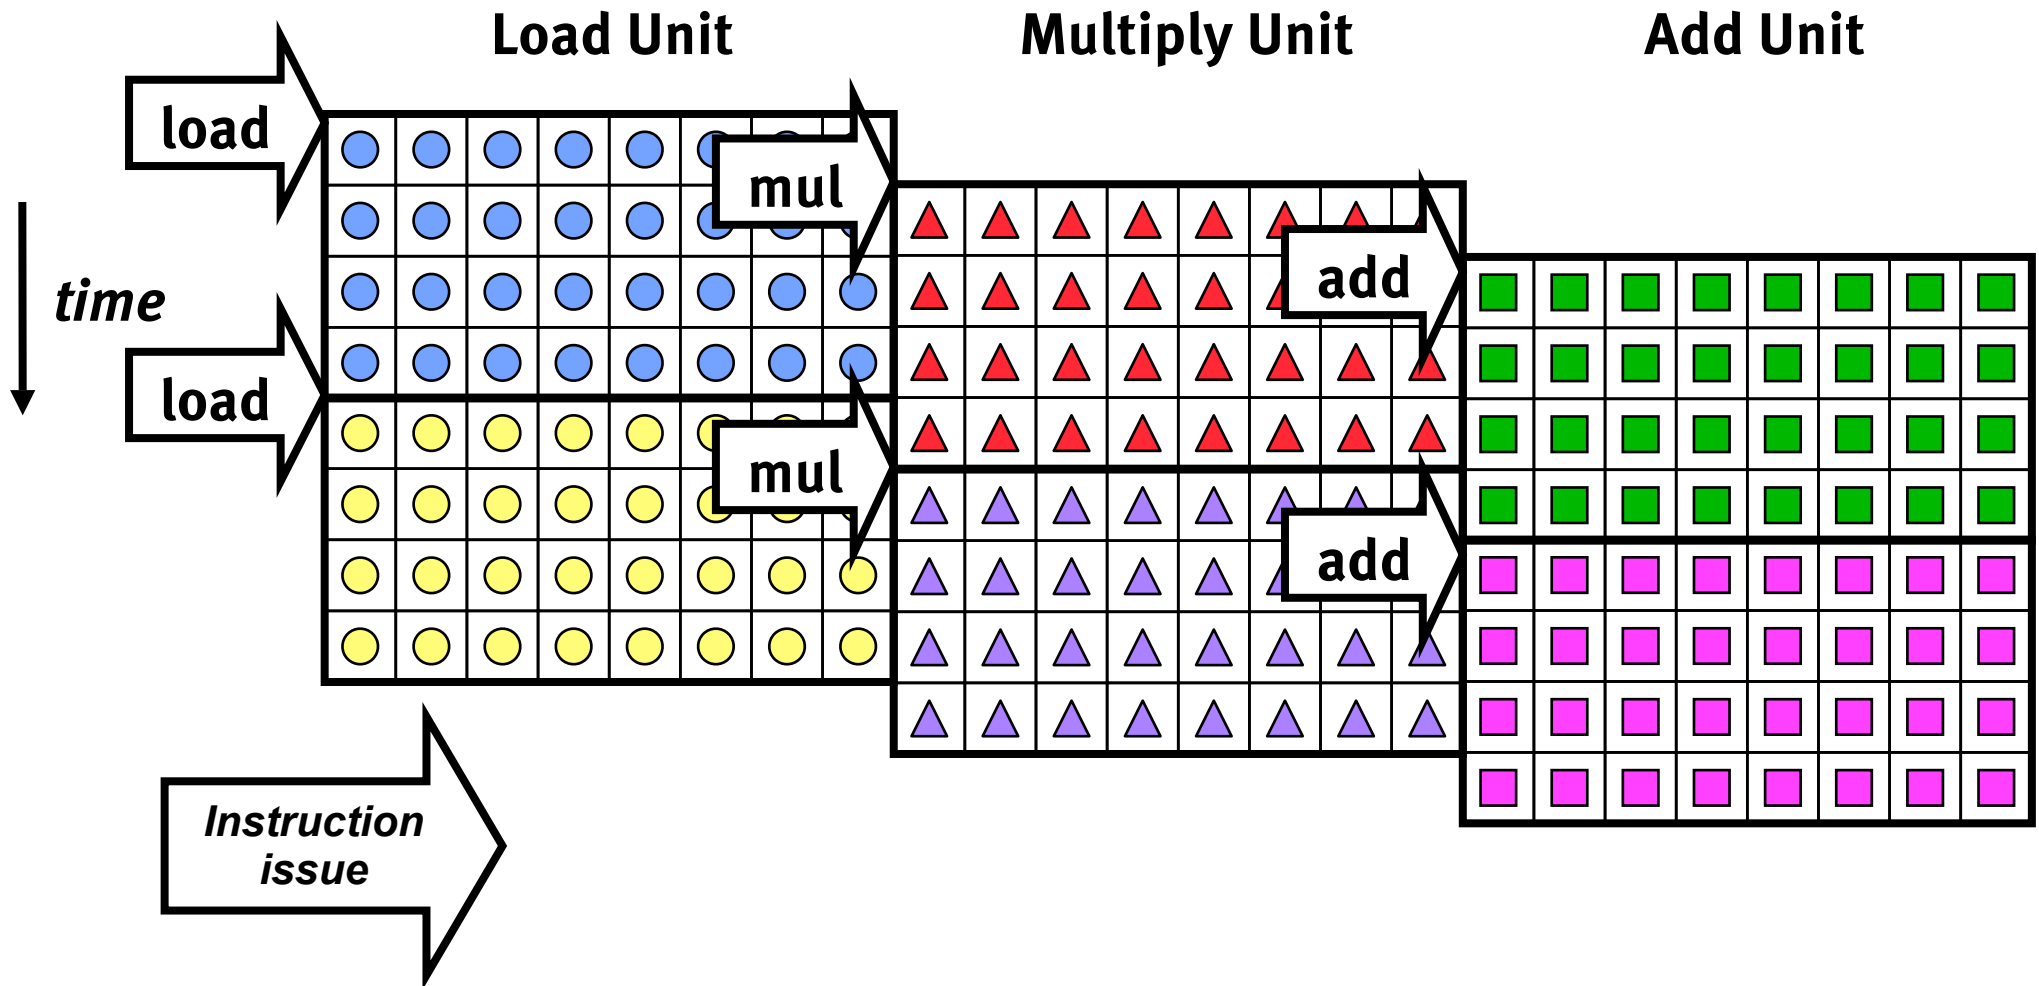 Load Unit
Multiply Unit
Add Unit
load
mul
add
time
load
mul
add
Instruction
issue